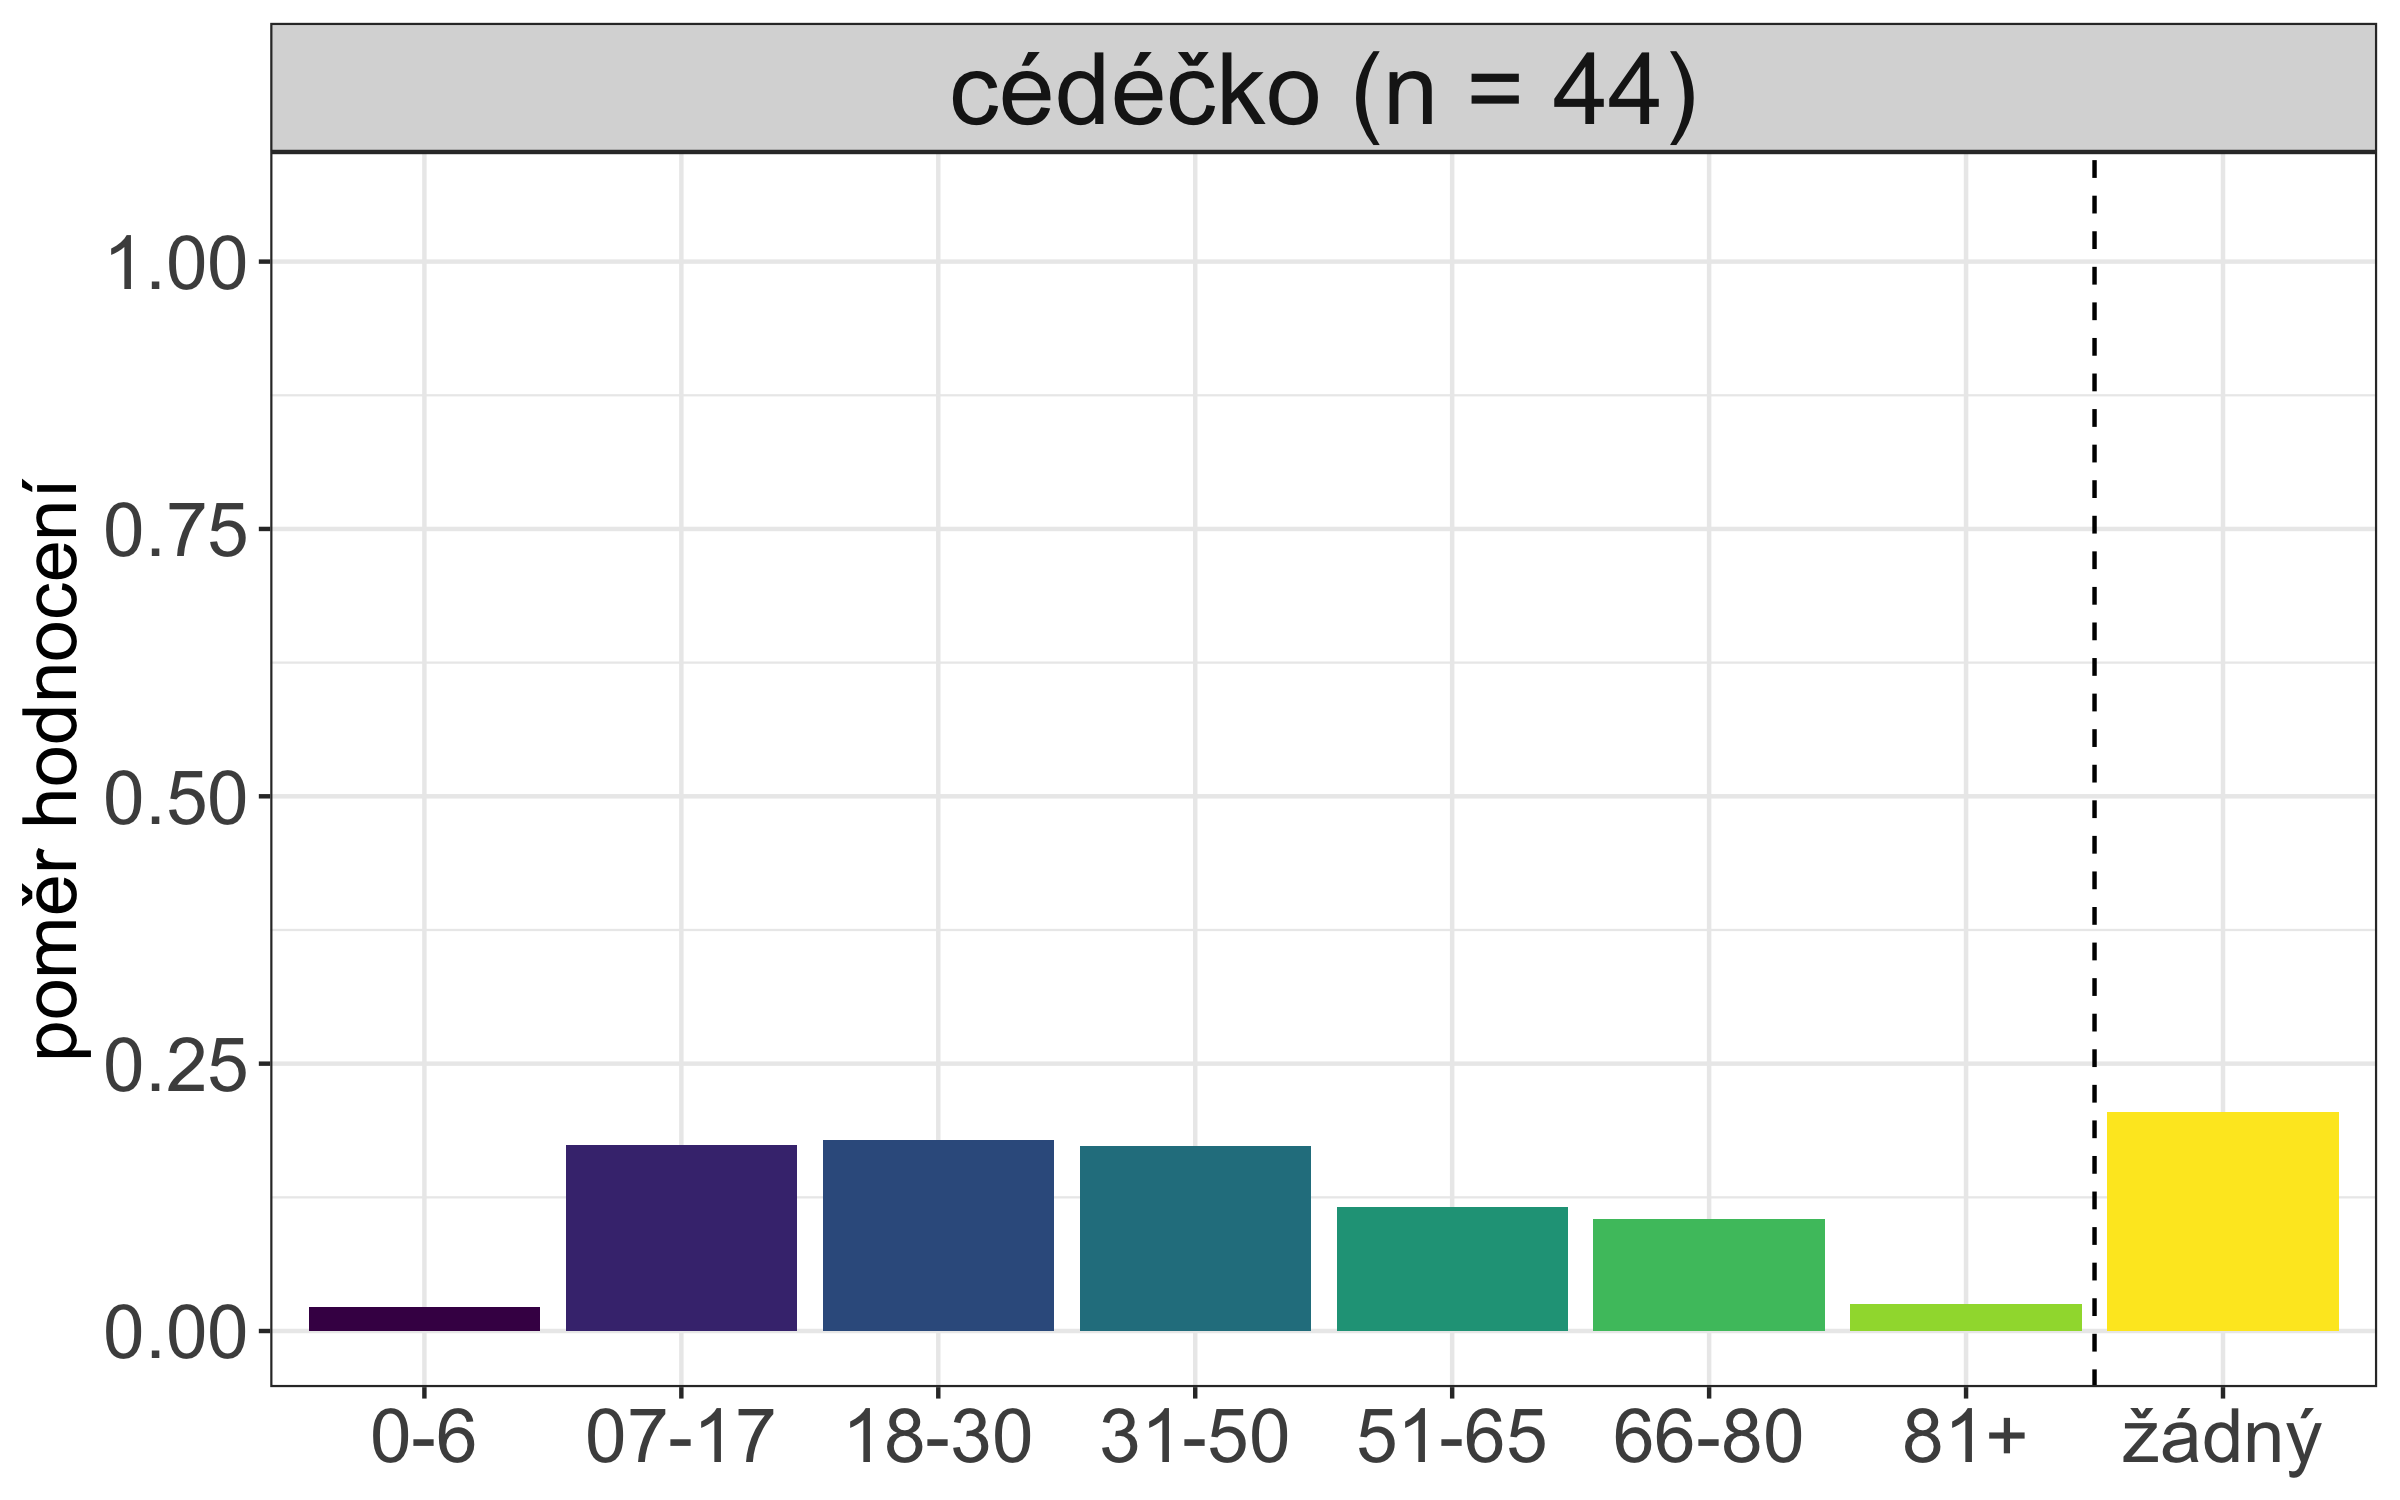 cédéčko (n = 44)
poměr hodnocení
1.00
0.75
0.50
0.25
0.00
0-6 07-17 18-30 31-50 51-65 66-80 81+ žádný